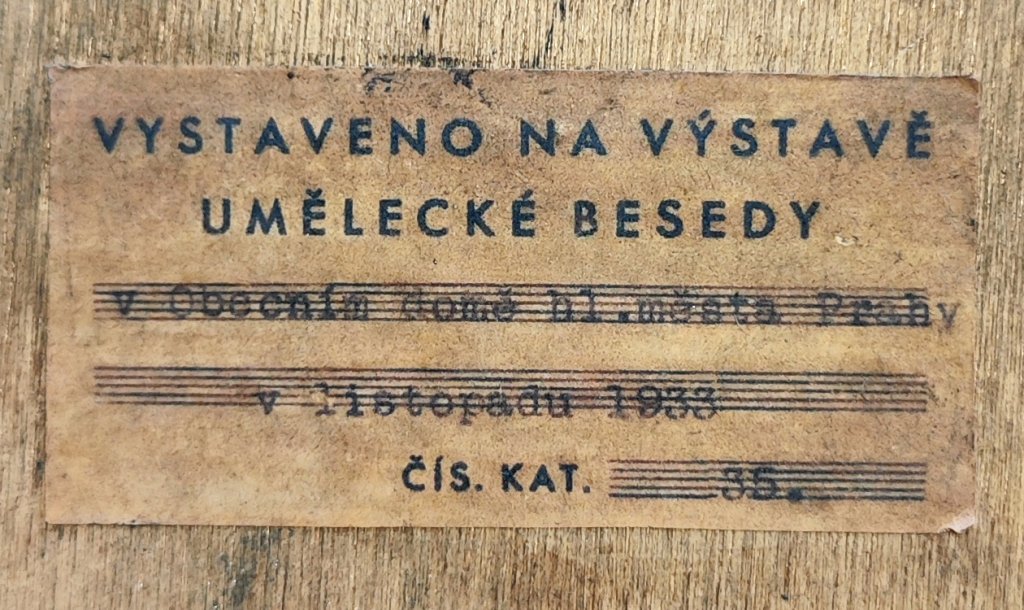 VYSTAVENO NA VÝSTAVĚ
UMĚLECKÉ BESEDY
v Obecním domě hl.města Prahy
v listopadu 1933
ČÍS. KAT. 35.